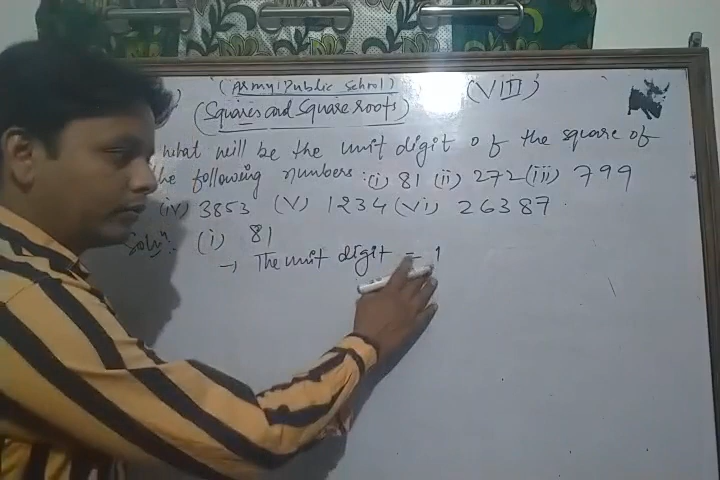 (Army Public School)
) (Squares and Square roots) (VIII)
what will be the unit digit of the square of
the following numbers: (i) 81 (ii) 272 (iii) 799
(iv) 3853 (v) 1234 (vi) 26387.
Soln. (i) 81
→ The unit digit = 1